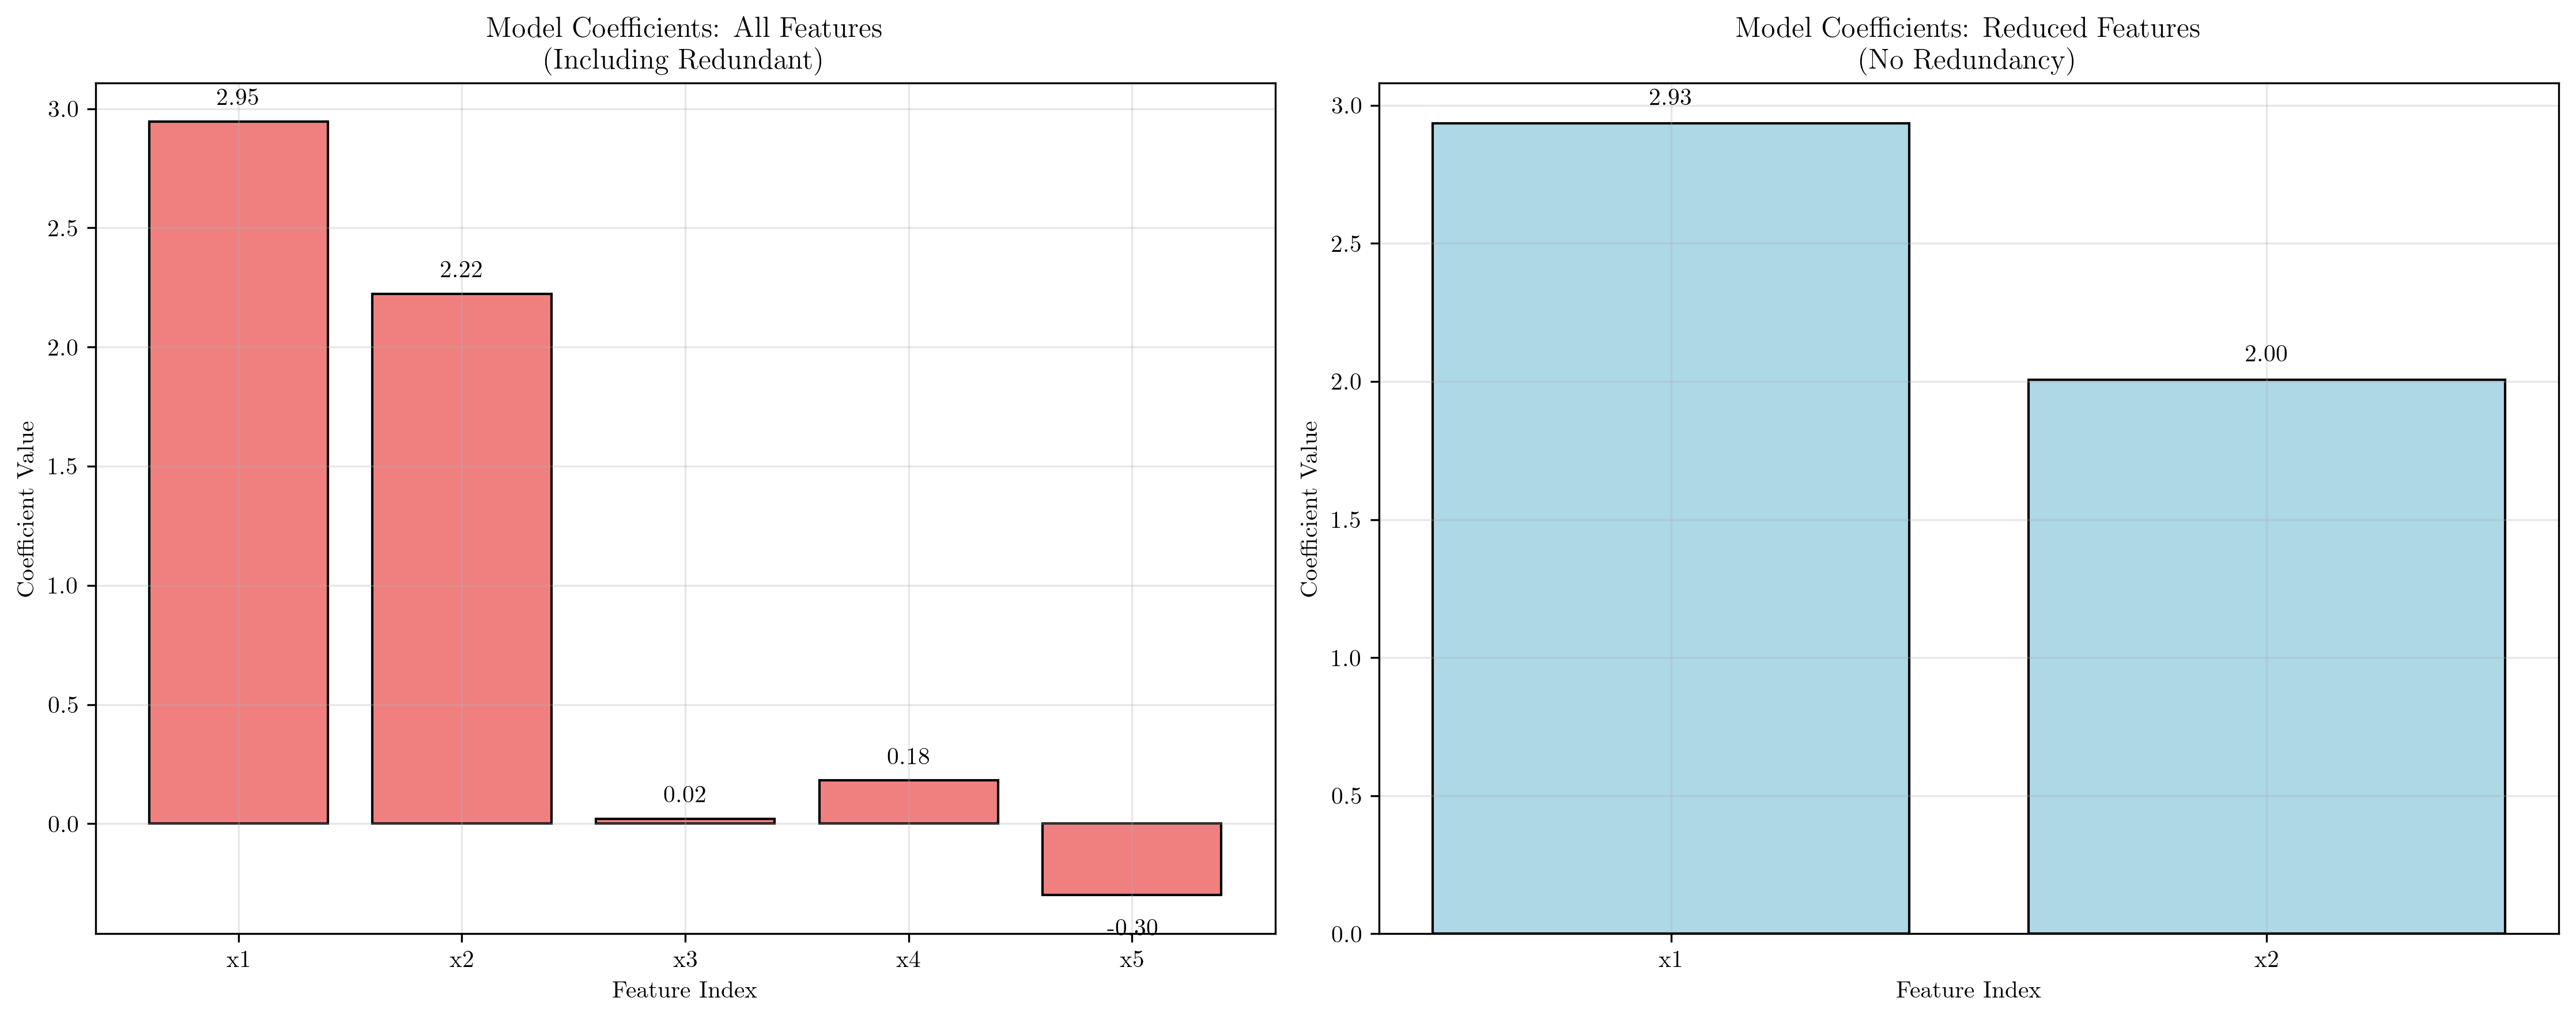 Model Coefficients: All Features
(Including Redundant)
Coefficient Value
3.0
2.5
2.0
1.5
1.0
0.5
0.0
2.95
2.22
0.02
0.18
-0.30
x1 x2 x3 x4 x5
Feature Index
Model Coefficients: Reduced Features
(No Redundancy)
Coefficient Value
3.0
2.5
2.0
1.5
1.0
0.5
0.0
2.93
2.00
x1 x2
Feature Index